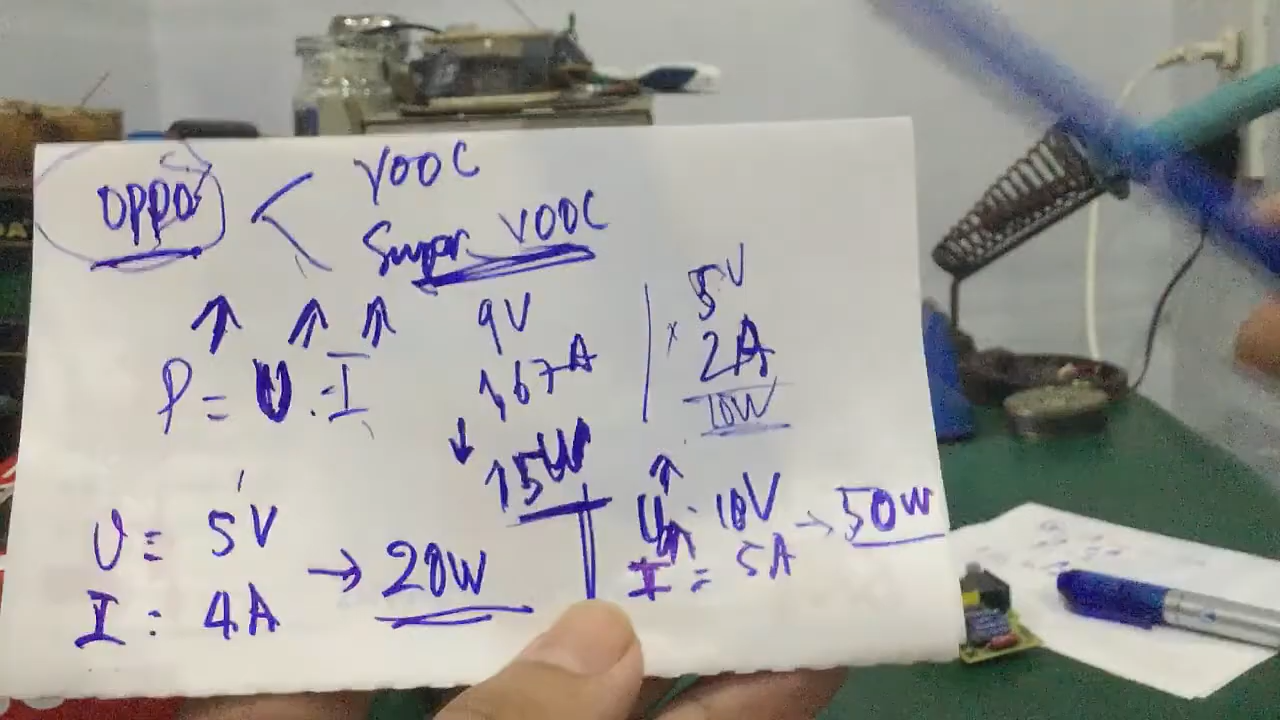 OPPO
VOOC
Super VOOC
P = U . I
9V
1,67A
15W
5V
x 2A
10W
U = 5V
I : 4A
→ 20W
U : 10V
I = 5A
→ 50W